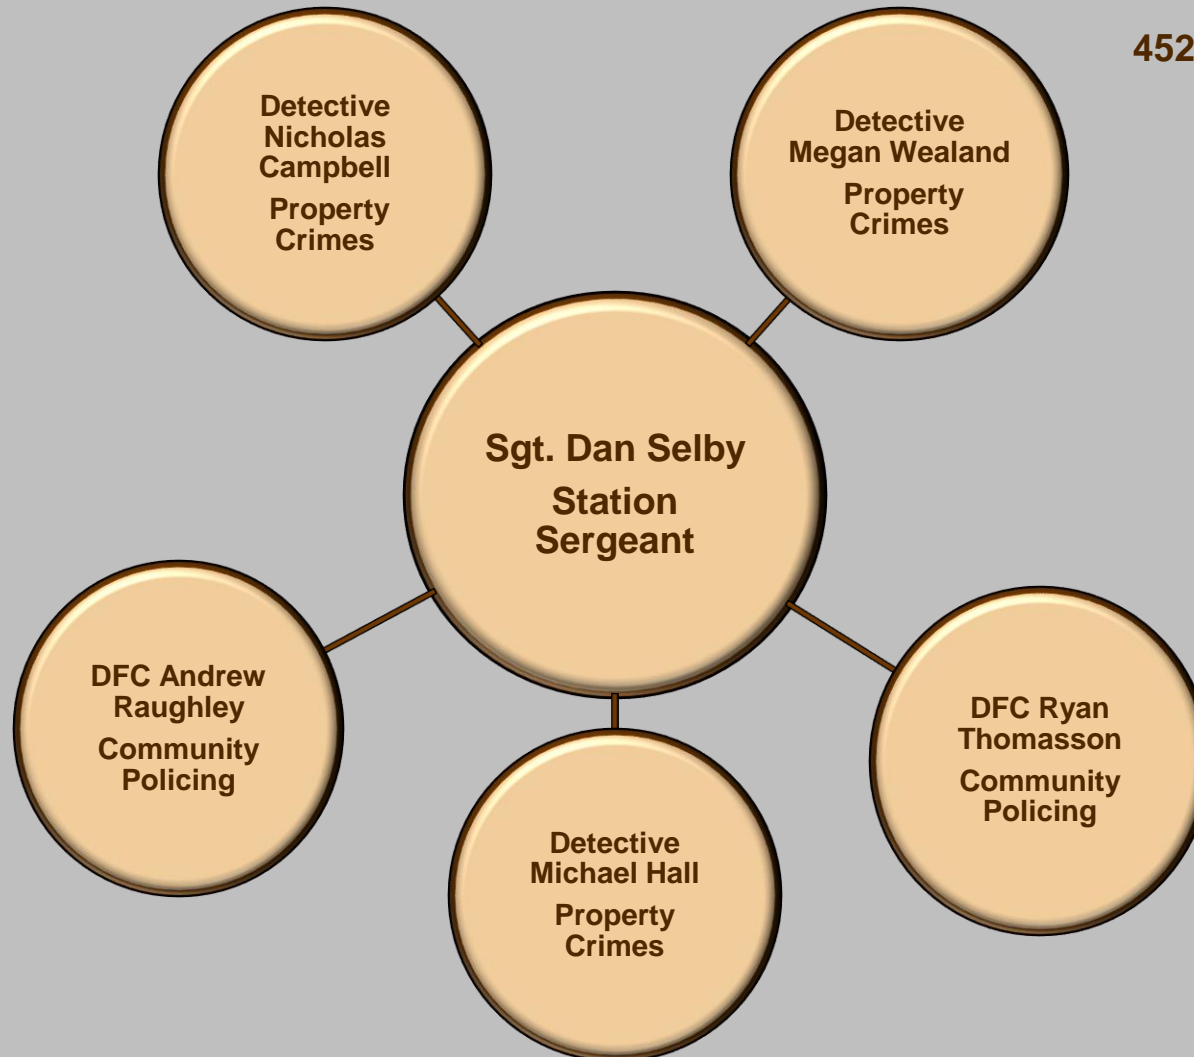 452
Detective
Nicholas
Campbell
Property
Crimes
Detective
Megan Wealand
Property
Crimes
Sgt. Dan Selby
Station
Sergeant
DFC Andrew
Raughley
Community
Policing
DFC Ryan
Thomasson
Community
Policing
Detective
Michael Hall
Property
Crimes